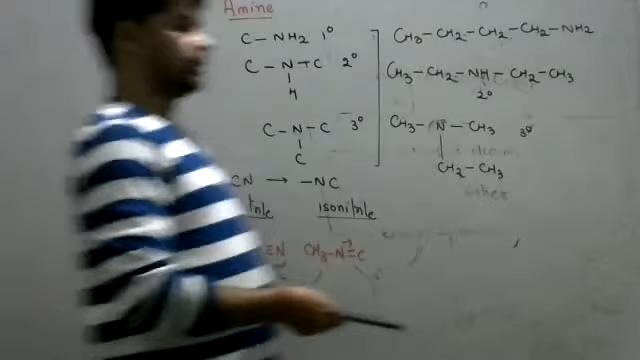 Amine
C - NH2 1°
C - N - C 2°
H
C - N - C 3°
C
CN → -NC
isonitrile
≡N CH3-N≡C
CH3-CH2-CH2-CH2-NH2
CH3-CH2-NH-CH2-CH3
2°
CH3- N - CH3 3°
CH2-CH3